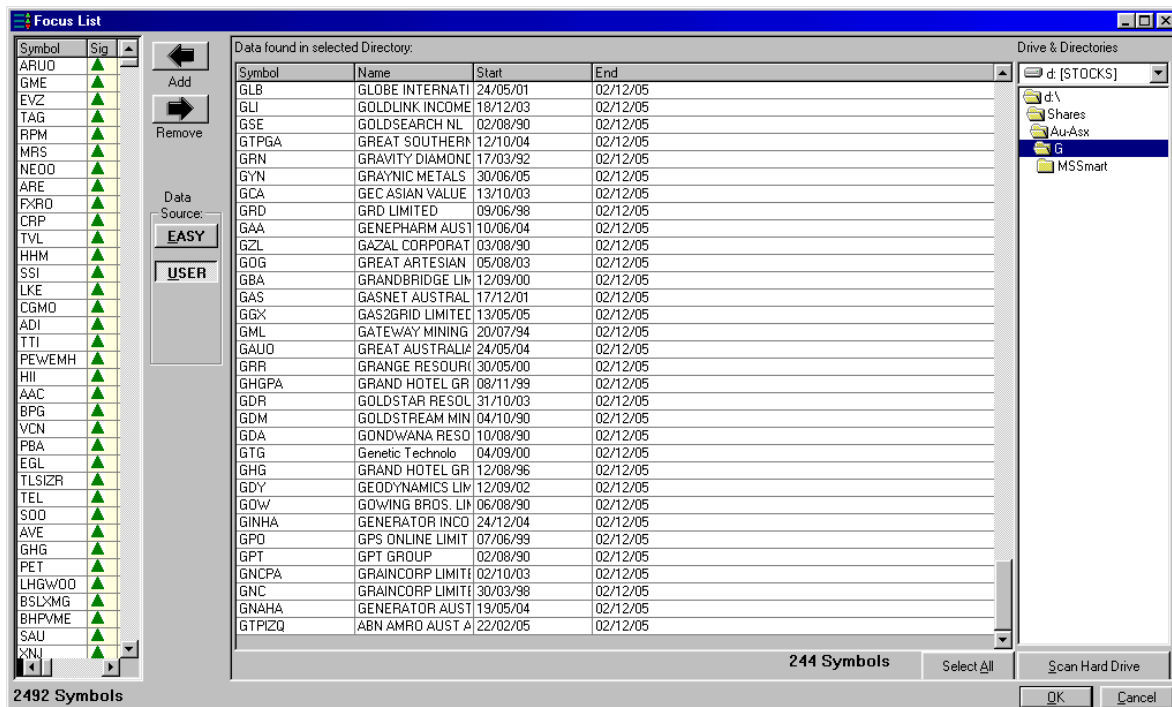 Focus List
Symbol Sig
ARUO
GME
EVZ
TAG
RPM
MRS
NEOO
ARE
FXRO
CRP
TVL
HHM
SSI
LKE
CGMO
ADI
TTI
PEWEMH
HII
AAC
BPG
VCN
PBA
EGL
TLSIZR
TEL
SOO
AVE
GHG
PET
LHGWOO
BSLXMG
BHPVME
SAU
XNJ
2492 Symbols
Add
Remove
Data
Source:
EASY
USER
Data found in selected Directory:
Symbol Name Start End
GLB GLOBE INTERNATI 24/05/01 02/12/05
GLI GOLDLINK INCOME 18/12/03 02/12/05
GSE GOLDSEARCH NL 02/08/90 02/12/05
GTPGA GREAT SOUTHERN 12/10/04 02/12/05
GRN GRAVITY DIAMOND 17/03/92 02/12/05
GYN GRAYNIC METALS 30/06/05 02/12/05
GCA GEC ASIAN VALUE 13/10/03 02/12/05
GRD GRD LIMITED 09/06/98 02/12/05
GAA GENEPHARM AUST 10/06/04 02/12/05
GZL GAZAL CORPORAT 03/08/90 02/12/05
GOG GREAT ARTESIAN 05/08/03 02/12/05
GBA GRANDBRIDGE LIM 12/09/00 02/12/05
GAS GASNET AUSTRAL 17/12/01 02/12/05
GGX GAS2GRID LIMITED 13/05/05 02/12/05
GML GATEWAY MINING 20/07/94 02/12/05
GAUO GREAT AUSTRALIA 24/05/04 02/12/05
GRR GRANGE RESOURC 30/05/00 02/12/05
GHGPA GRAND HOTEL GR 08/11/99 02/12/05
GDR GOLDSTAR RESOU 31/10/03 02/12/05
GDM GOLDSTREAM MIN 04/10/90 02/12/05
GDA GONDWANA RESO 10/08/90 02/12/05
GTG Genetic Technolo 04/09/00 02/12/05
GHG GRAND HOTEL GR 12/08/96 02/12/05
GDY GEODYNAMICS LIM 12/09/02 02/12/05
GOW GOWING BROS. LIM 06/08/90 02/12/05
GINHA GENERATOR INCO 24/12/04 02/12/05
GPO GPS ONLINE LIMIT 07/06/99 02/12/05
GPT GPT GROUP 02/08/90 02/12/05
GNCPA GRAINCORP LIMITE 02/10/03 02/12/05
GNC GRAINCORP LIMITE 30/03/98 02/12/05
GNAHA GENERATOR AUST 19/05/04 02/12/05
GTPIZQ ABN AMRO AUST A 22/02/05 02/12/05
244 Symbols
Select All
Drive & Directories
d: [STOCKS]
d:\
Shares
Au-Asx
G
MSSmart
Scan Hard Drive
OK
Cancel